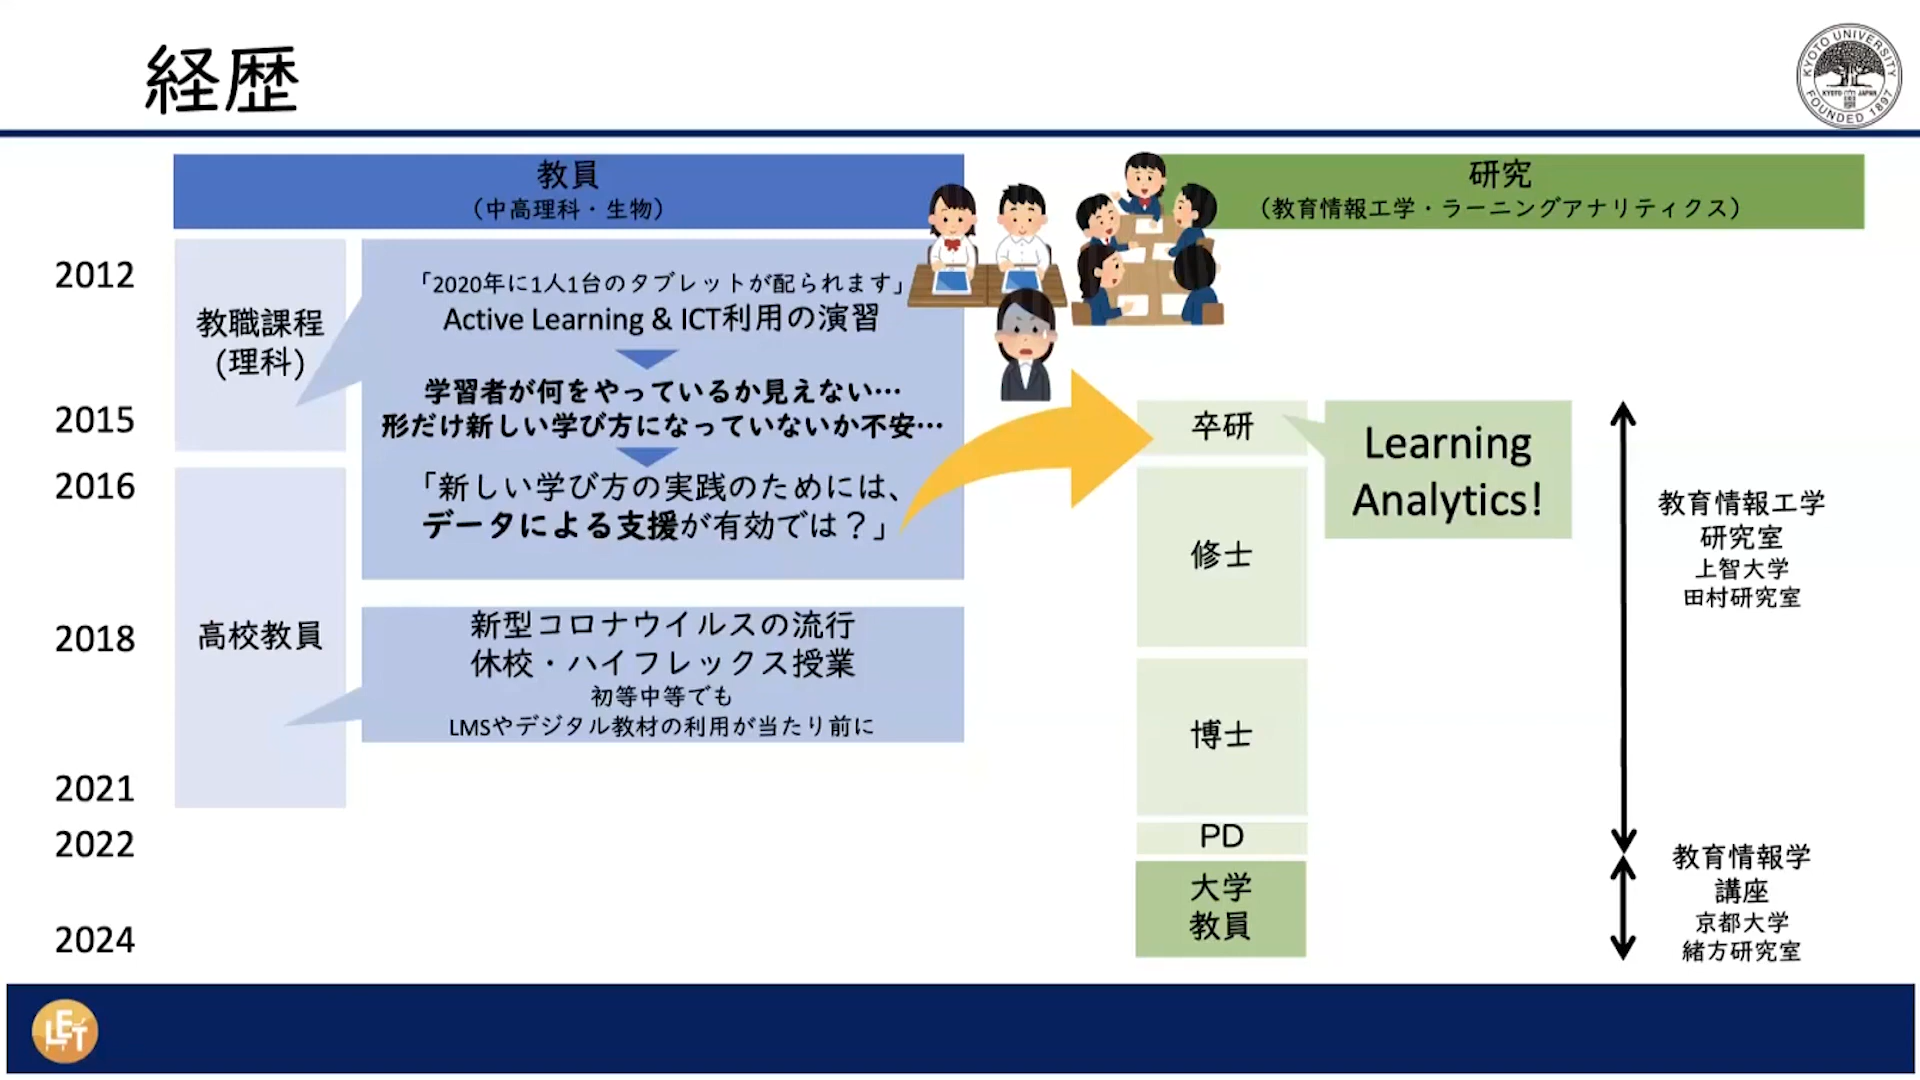 経歴
KYOTO UNIVERSITY
KYOTO JAPAN
FOUNDED 1897
教員
（中高理科・生物）
研究
（教育情報工学・ラーニングアナリティクス）
2012
2015
2016
2018
2021
2022
2024
教職課程
(理科)
「2020年に1人1台のタブレットが配られます」
Active Learning & ICT利用の演習
学習者が何をやっているか見えない…
形だけ新しい学び方になっていないか不安…
「新しい学び方の実践のためには、
データによる支援が有効では？」
高校教員
新型コロナウイルスの流行
休校・ハイフレックス授業
初等中等でも
LMSやデジタル教材の利用が当たり前に
卒研
修士
博士
PD
大学
教員
Learning
Analytics!
教育情報工学
研究室
上智大学
田村研究室
教育情報学
講座
京都大学
緒方研究室
LET